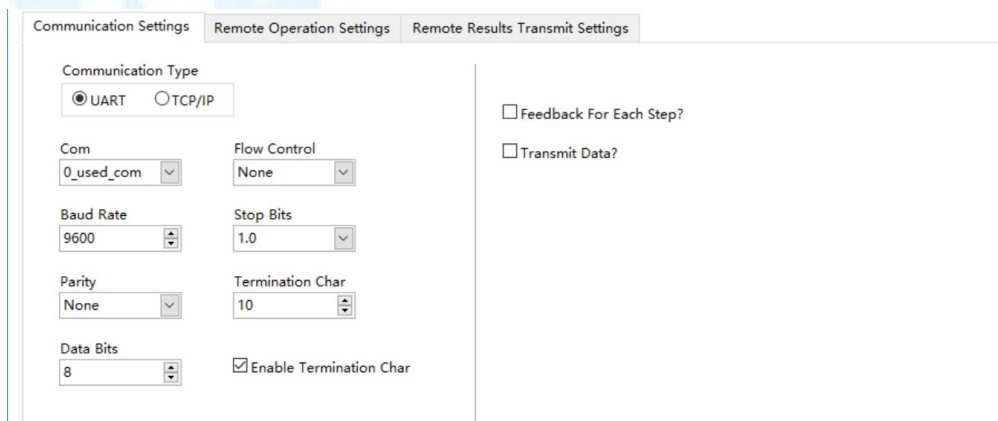 Communication Settings
Remote Operation Settings
Remote Results Transmit Settings
Communication Type
UART
TCP/IP
Com
Flow Control
0_used_com
None
Baud Rate
Stop Bits
9600
1.0
Parity
Termination Char
None
10
Data Bits
8
Enable Termination Char
Feedback For Each Step?
Transmit Data?